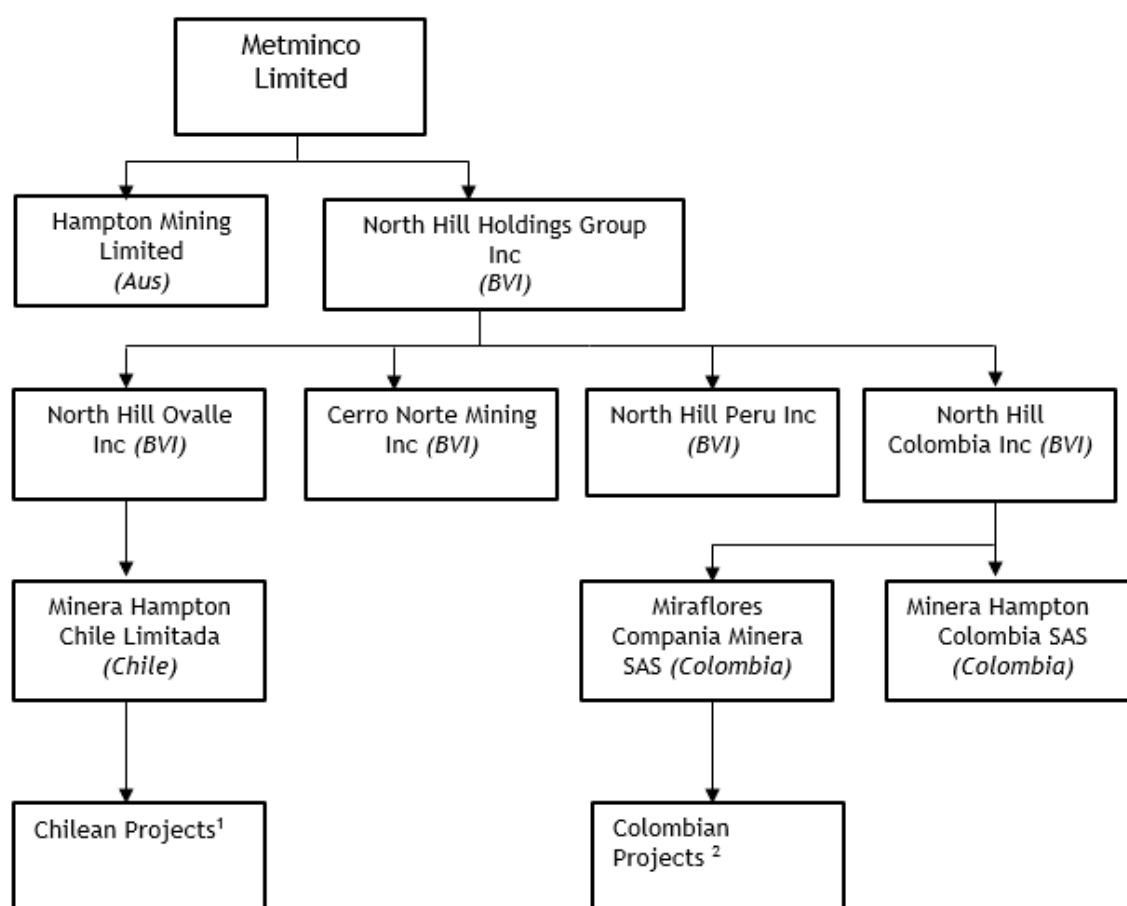 Metminco
Limited
Hampton Mining
Limited
(Aus)
North Hill Holdings Group
Inc
(BVI)
North Hill Ovalle
Inc (BVI)
Cerro Norte Mining
Inc (BVI)
North Hill Peru Inc
(BVI)
North Hill
Colombia Inc (BVI)
Minera Hampton
Chile Limitada
(Chile)
Miraflores
Compania Minera
SAS (Colombia)
Minera Hampton
Colombia SAS
(Colombia)
Chilean Projects¹
Colombian
Projects ²